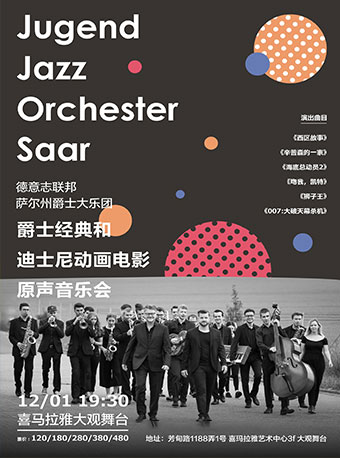 Jugend
Jazz
Orchester
Saar
德意志联邦
萨尔州爵士大乐团
爵士经典和
迪士尼动画电影
原声音乐会
演出曲目
《西区故事》
《辛普森的一家》
《海底总动员2》
《吻我，凯特》
《狮子王》
《007:大破天幕杀机》
12/01 19:30
喜马拉雅大观舞台
票价：120/180/280/380/480
地址：芳甸路1188弄1号 喜玛拉雅艺术中心3f 大观舞台